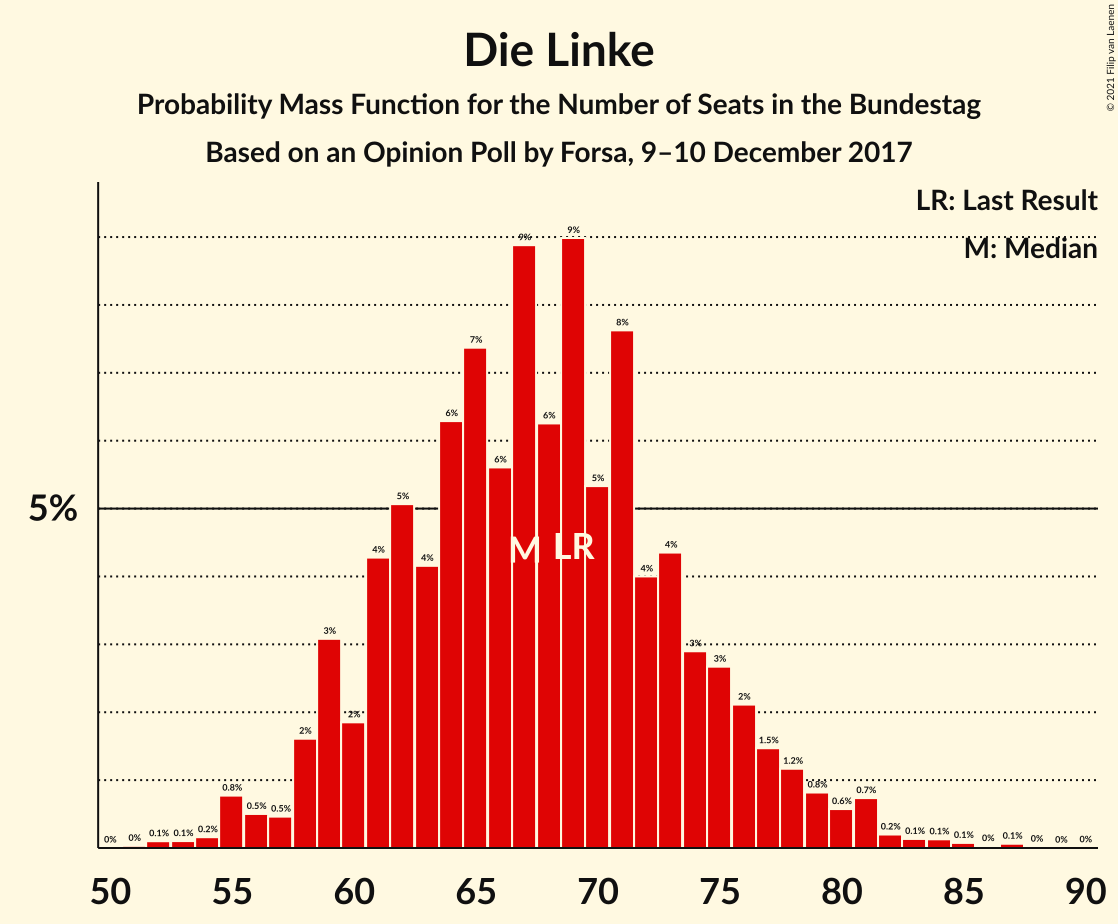 Die Linke
Probability Mass Function for the Number of Seats in the Bundestag
Based on an Opinion Poll by Forsa, 9–10 December 2017
© 2021 Filip van Laenen
LR: Last Result
M: Median
5%
0% 0% 0.1% 0.1% 0.2% 0.8% 0.5% 0.5% 2% 3% 2% 4% 5% 4% 6% 7% 6% 9% 6% 9% 5% 8% 4% 4% 3% 3% 2% 1.5% 1.2% 0.8% 0.6% 0.7% 0.2% 0.1% 0.1% 0.1% 0% 0.1% 0% 0% 0%
M LR
50 55 60 65 70 75 80 85 90